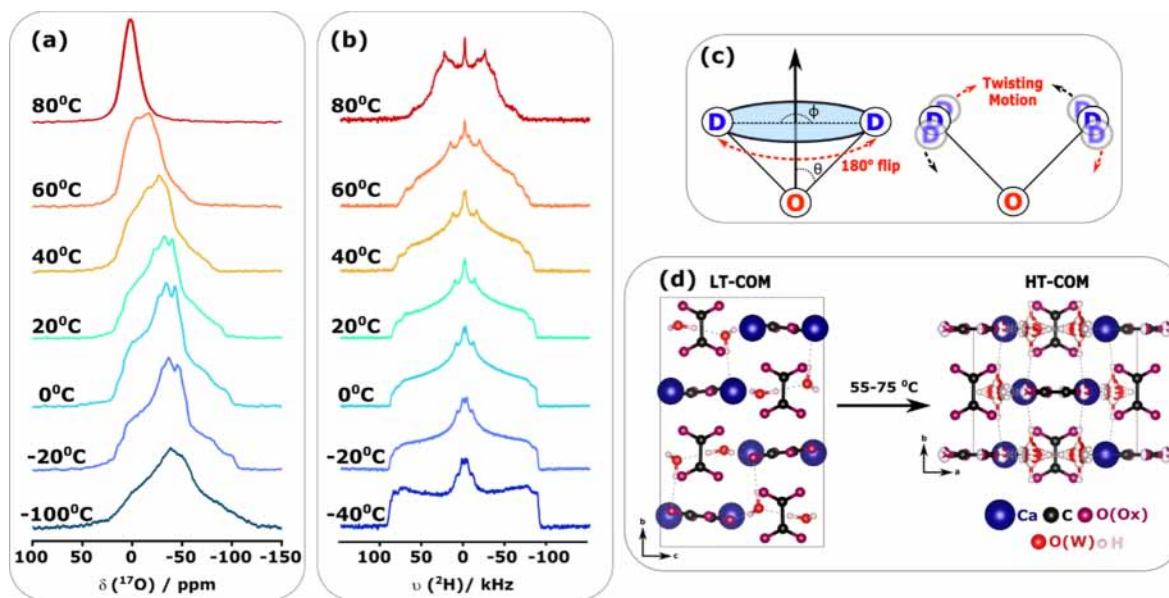 (a)
80⁰C
60⁰C
40⁰C
20⁰C
0⁰C
-20⁰C
-100⁰C
100 50 0 -50 -100 -150
δ (¹⁷O) / ppm
(b)
80⁰C
60⁰C
40⁰C
20⁰C
0⁰C
-20⁰C
-40⁰C
100 50 0 -50 -100
υ (²H)/ kHz
(c)
D ϕ D
180° flip
θ
O
Twisting
Motion
D D
D D
D D
O
(d)
LT-COM
HT-COM
55-75 ⁰C
b
c
b
a
Ca C O(Ox)
O(W) H